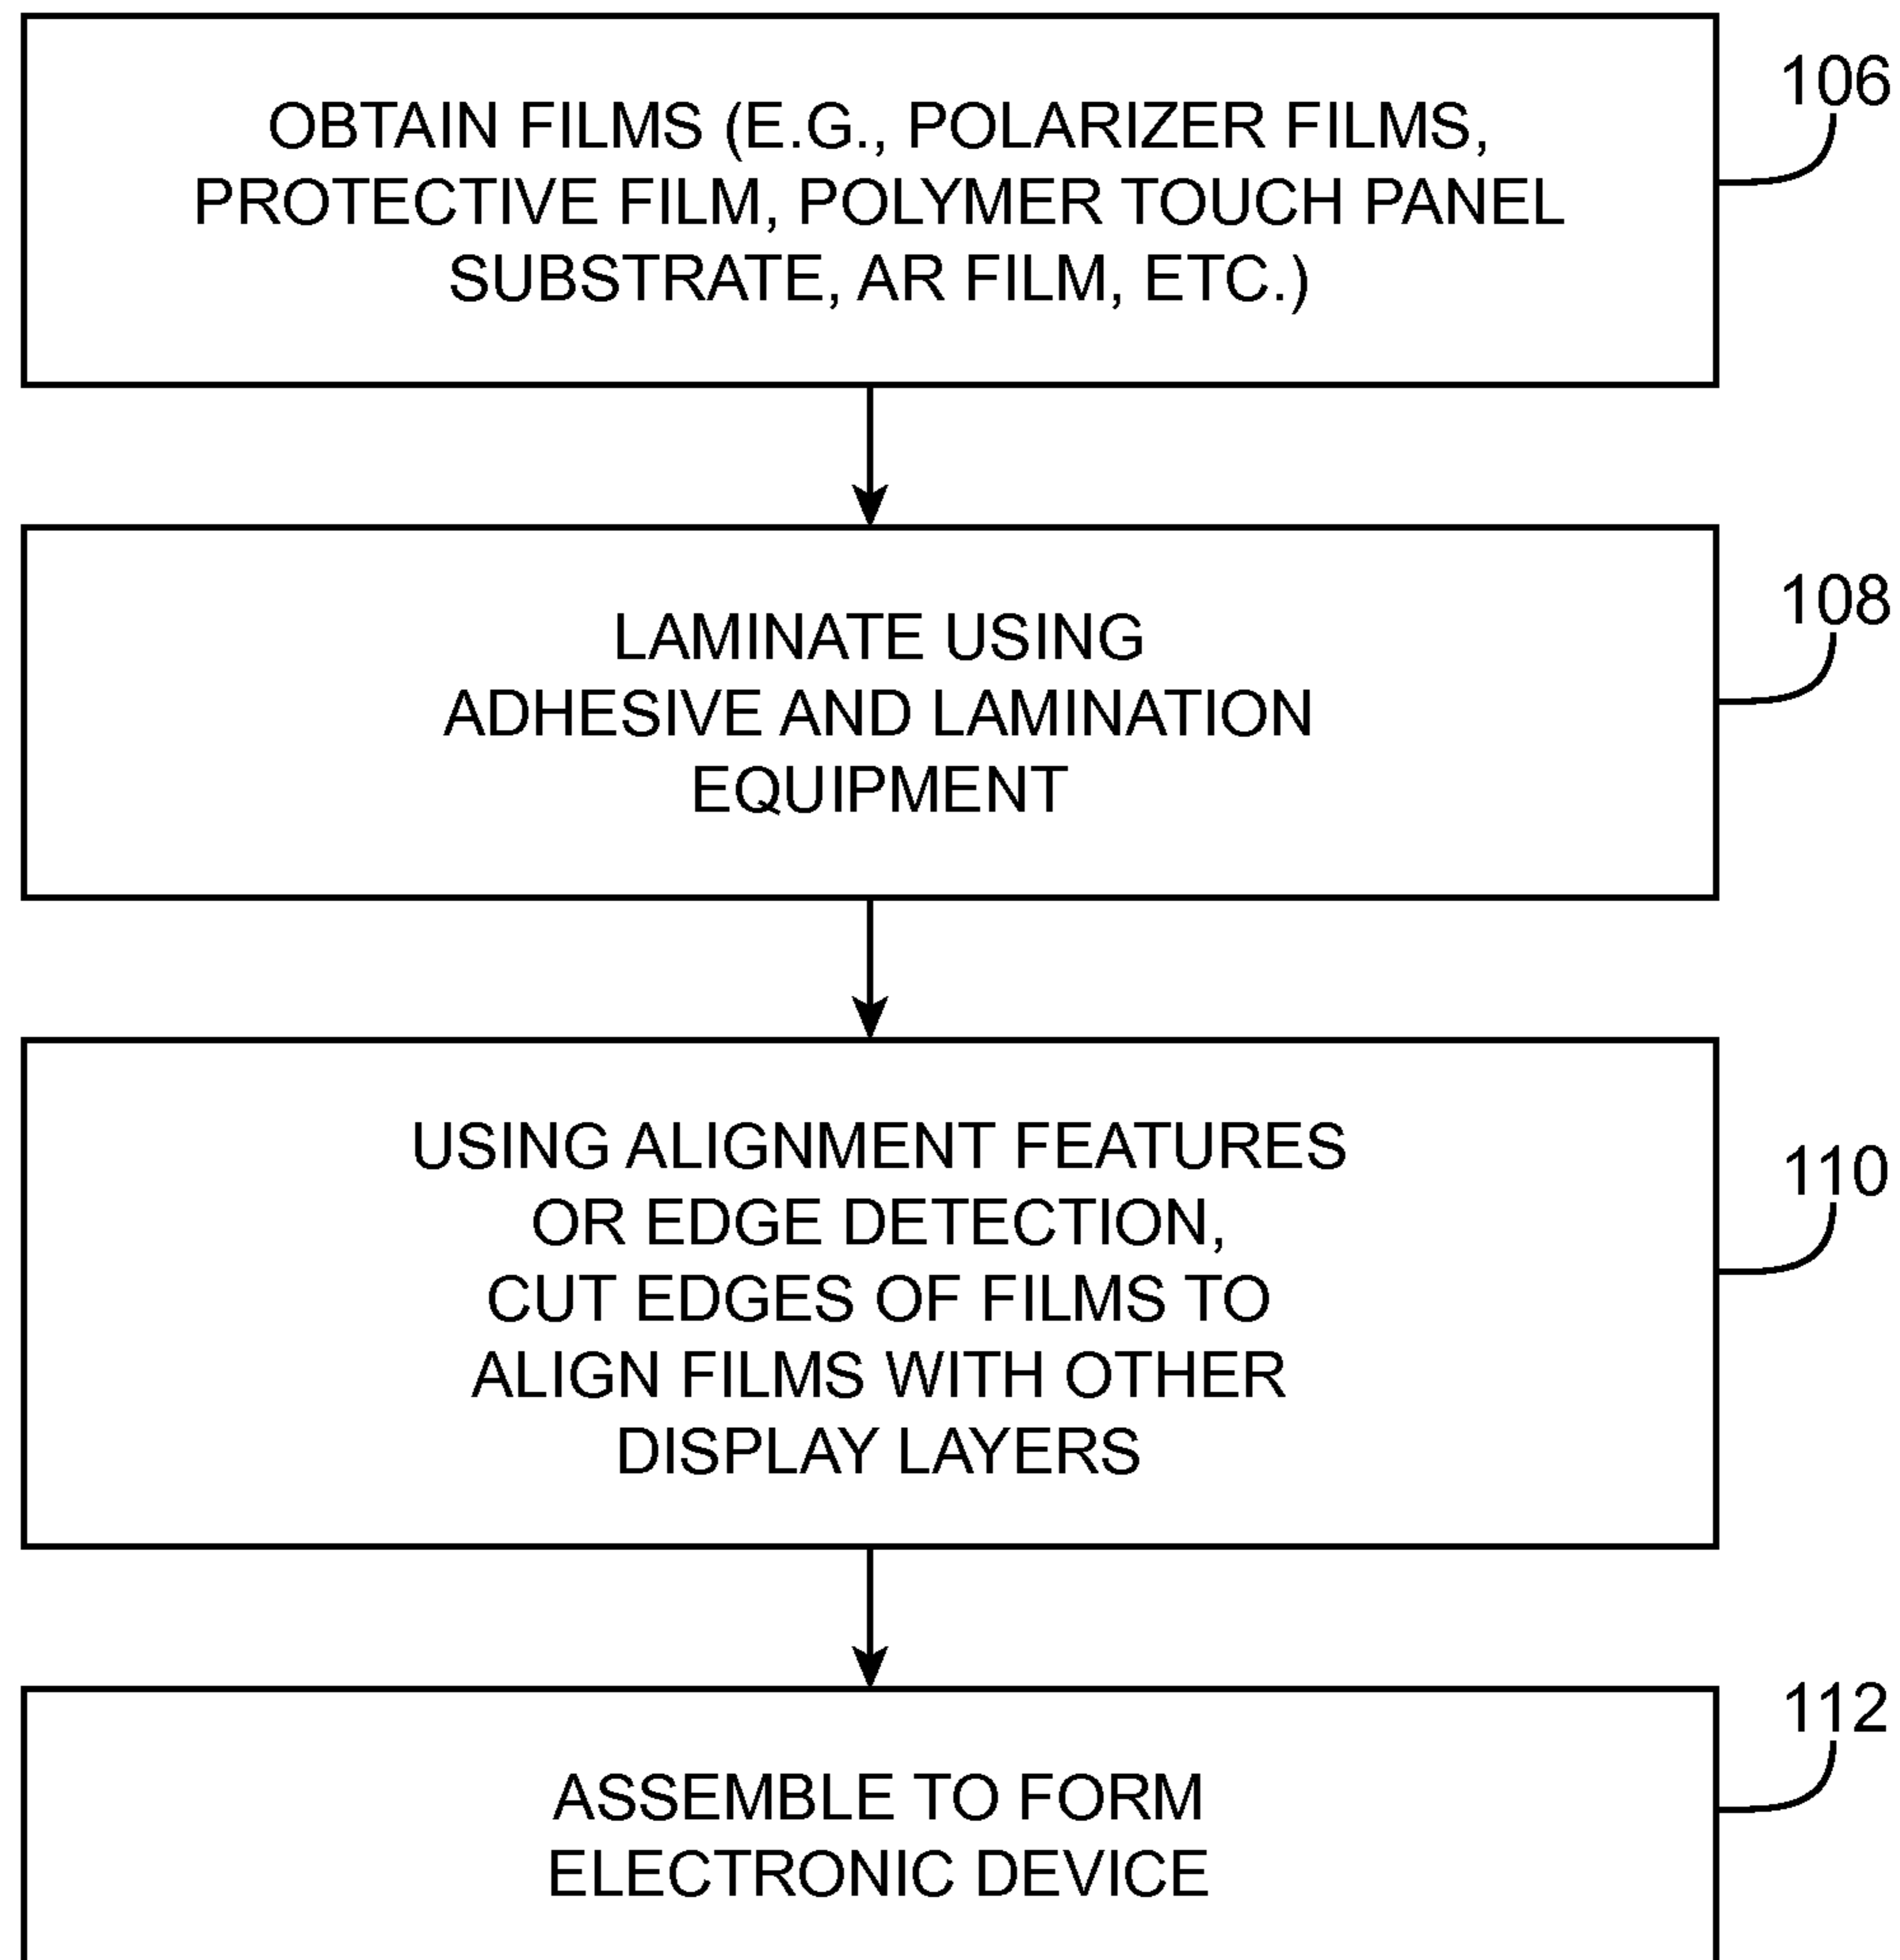 OBTAIN FILMS (E.G., POLARIZER FILMS,
PROTECTIVE FILM, POLYMER TOUCH PANEL
SUBSTRATE, AR FILM, ETC.)
106
LAMINATE USING
ADHESIVE AND LAMINATION
EQUIPMENT
108
USING ALIGNMENT FEATURES
OR EDGE DETECTION,
CUT EDGES OF FILMS TO
ALIGN FILMS WITH OTHER
DISPLAY LAYERS
110
ASSEMBLE TO FORM
ELECTRONIC DEVICE
112